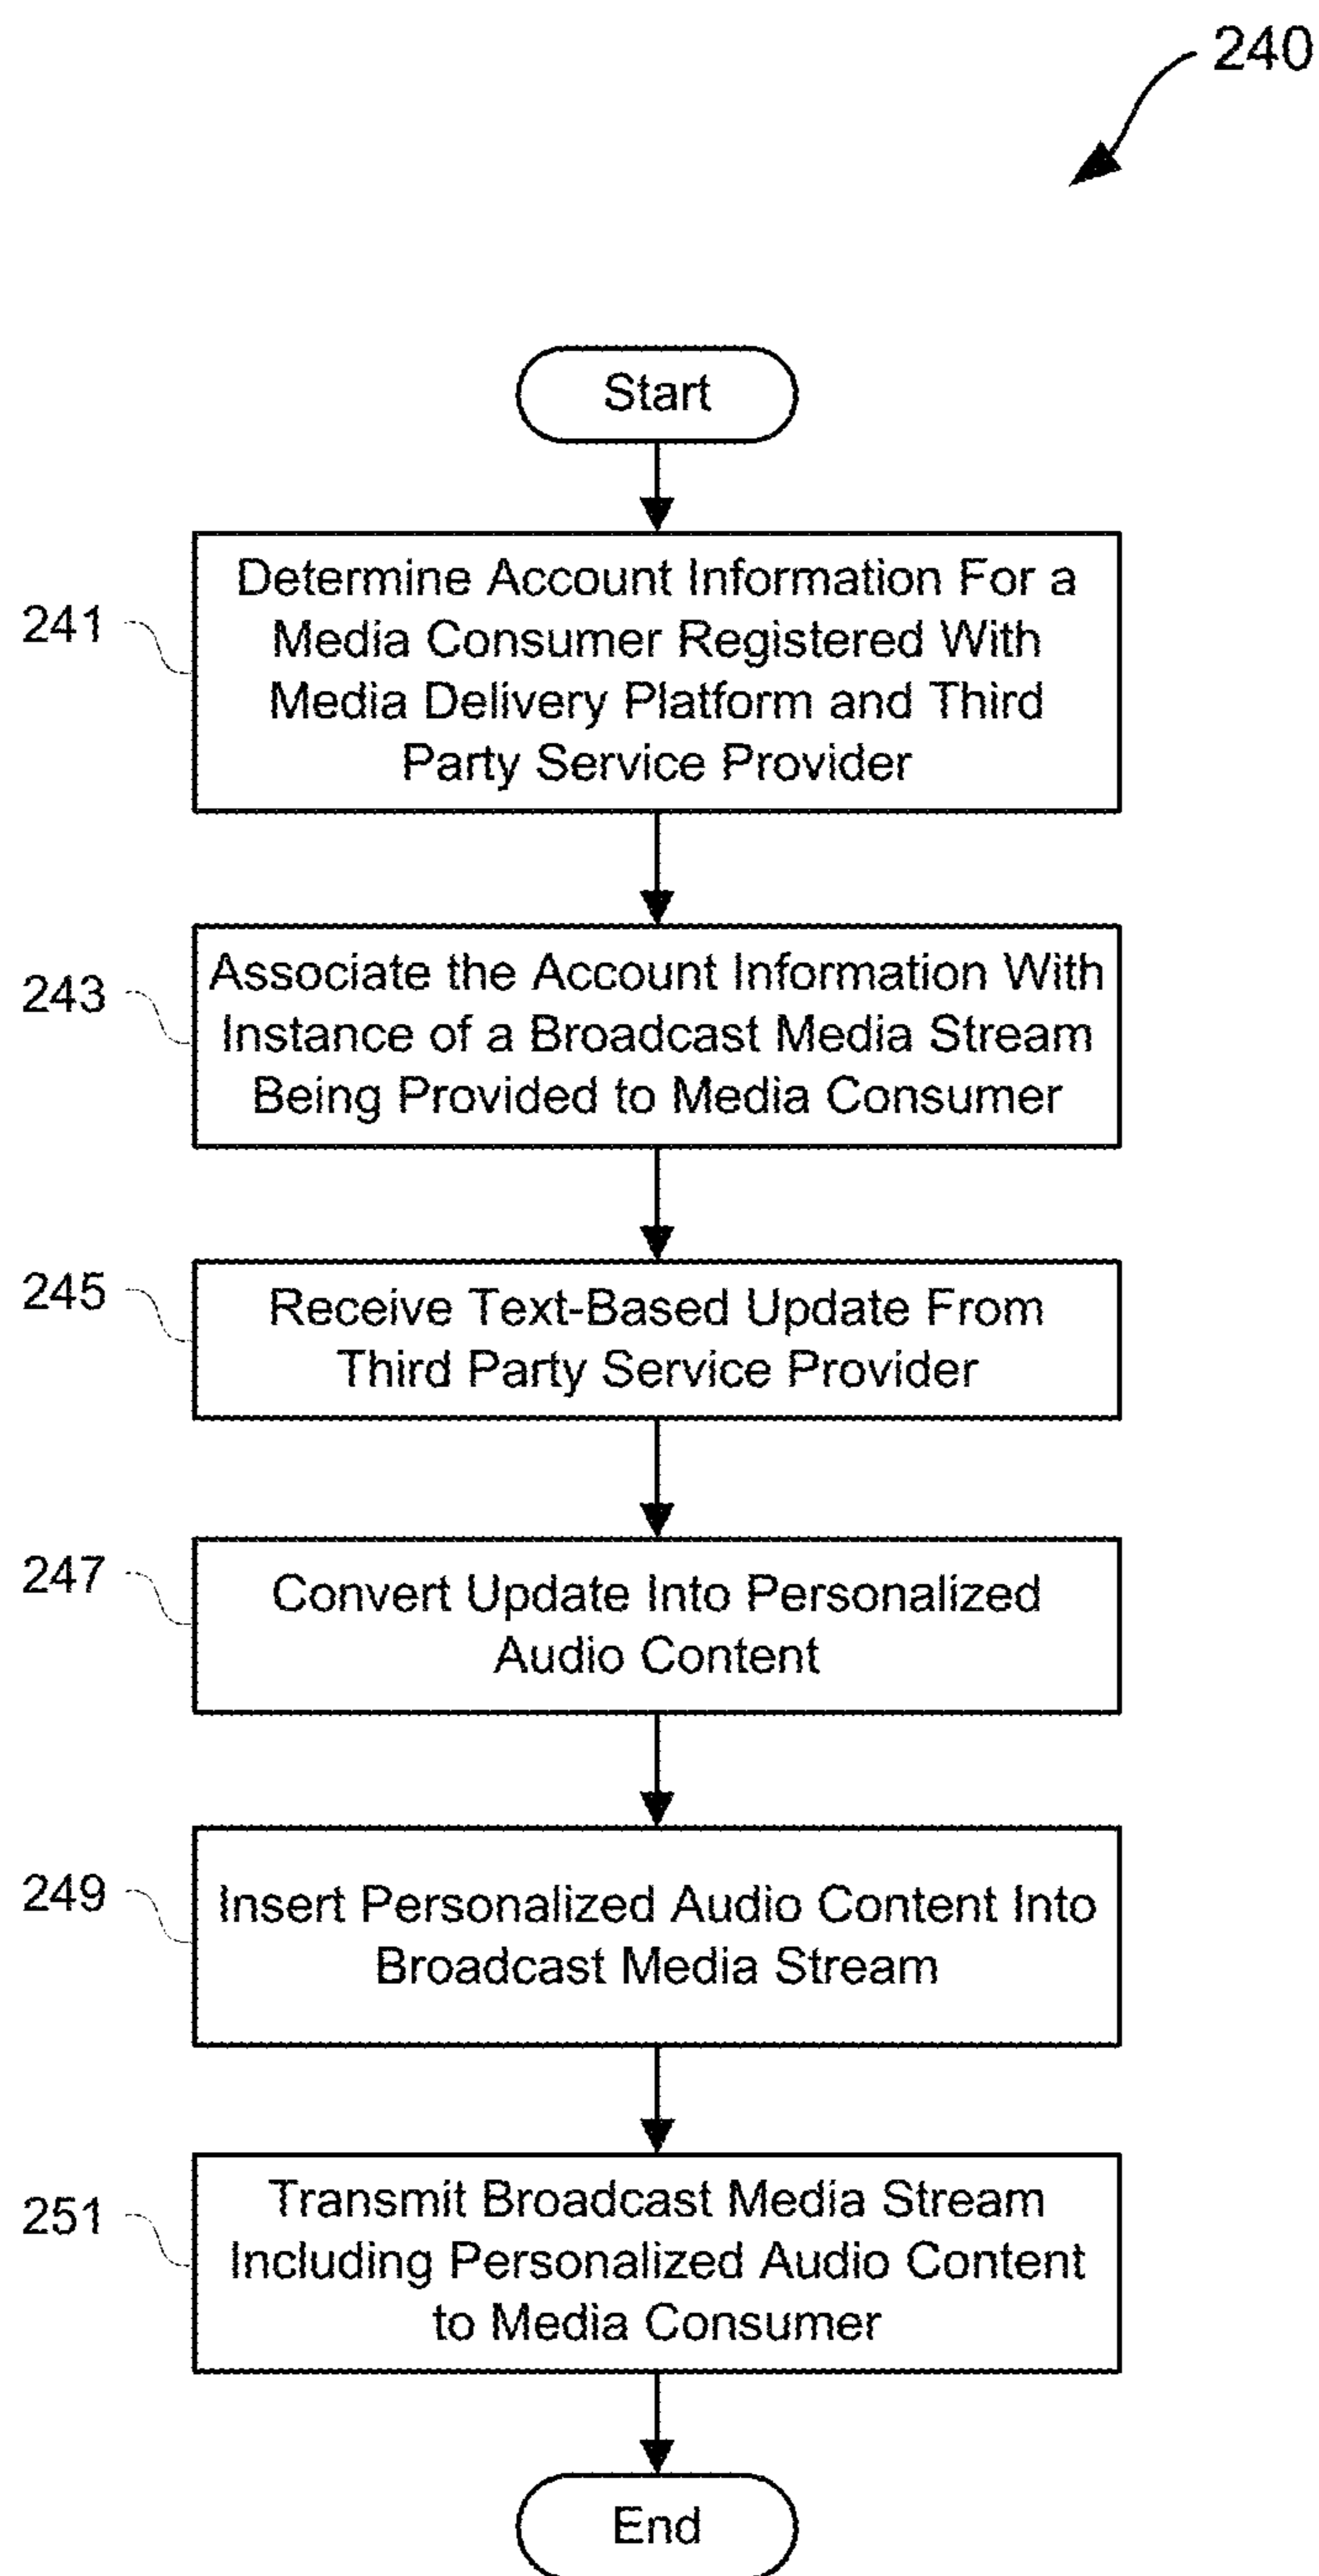 240
Start
241
Determine Account Information For a
Media Consumer Registered With
Media Delivery Platform and Third
Party Service Provider
243
Associate the Account Information With
Instance of a Broadcast Media Stream
Being Provided to Media Consumer
245
Receive Text-Based Update From
Third Party Service Provider
247
Convert Update Into Personalized
Audio Content
249
Insert Personalized Audio Content Into
Broadcast Media Stream
251
Transmit Broadcast Media Stream
Including Personalized Audio Content
to Media Consumer
End